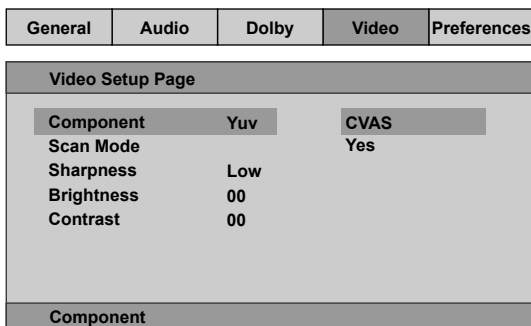 General Audio Dolby Video Preferences
Video Setup Page
Component Yuv CVAS
Scan Mode Yes
Sharpness Low
Brightness 00
Contrast 00
Component